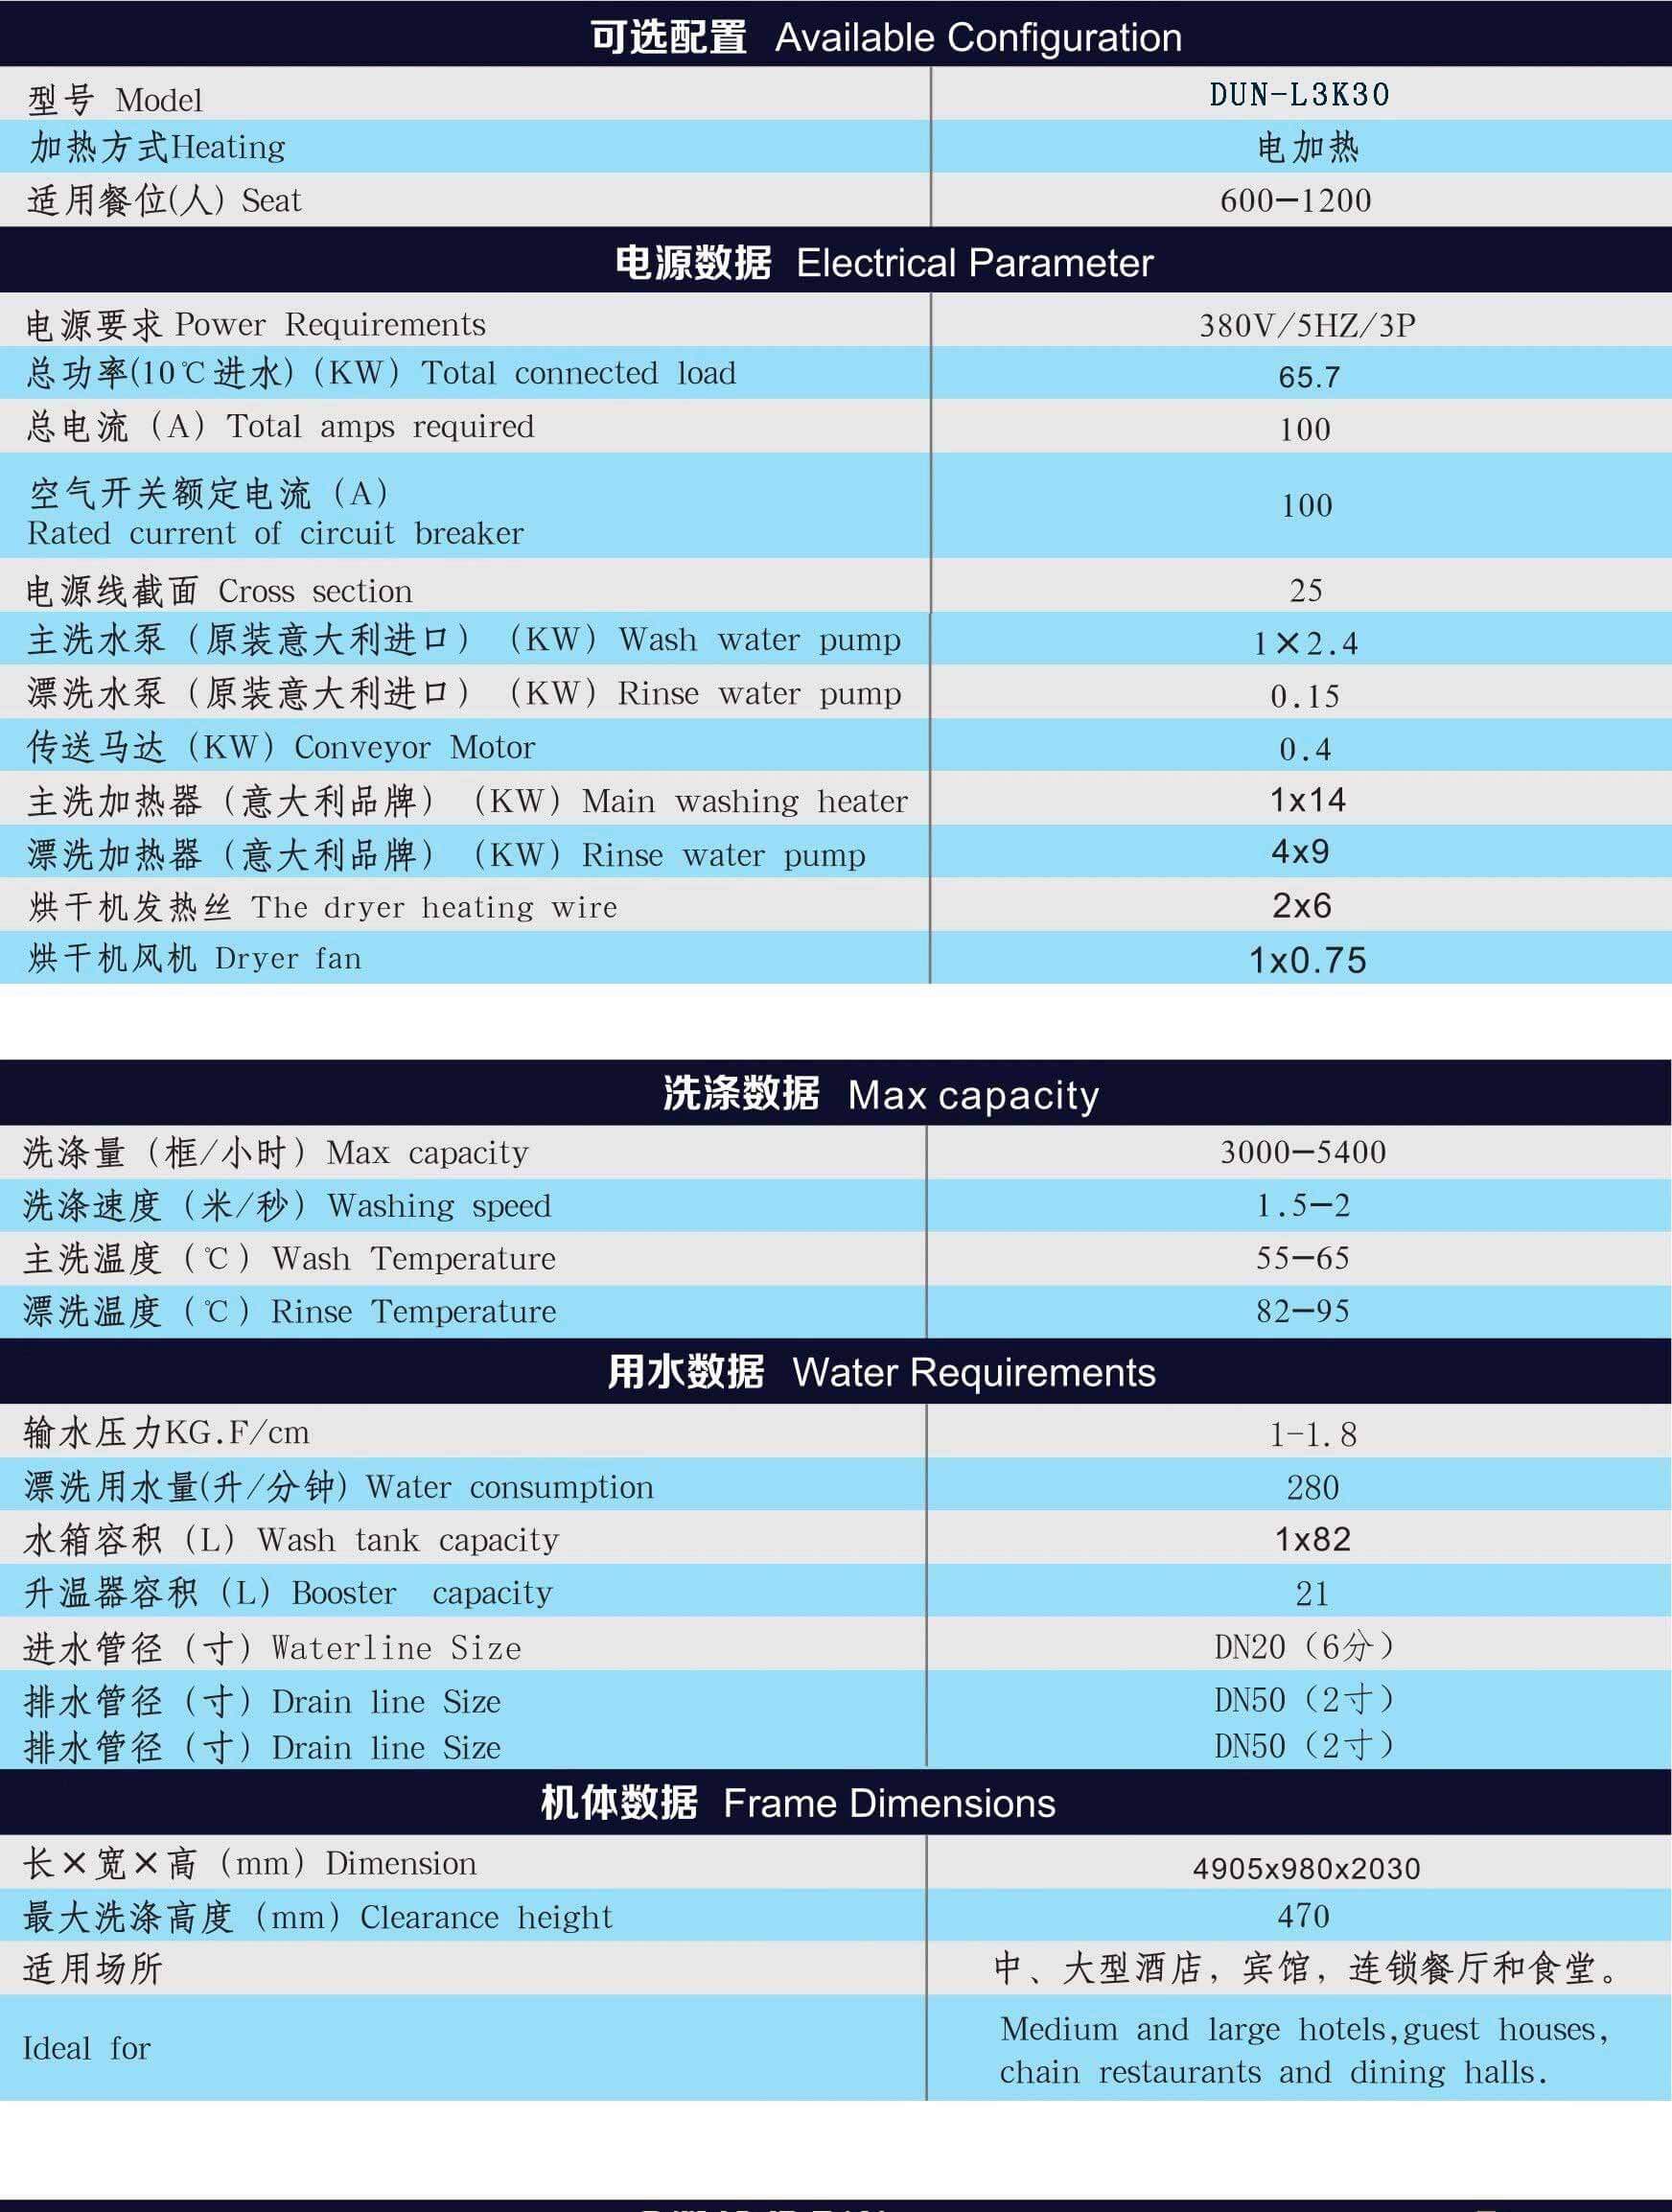 可选配置 Available Configuration
型号 Model DUN-L3K30
加热方式Heating 电加热
适用餐位(人) Seat 600-1200
电源数据 Electrical Parameter
电源要求 Power Requirements 380V/5HZ/3P
总功率(10℃进水)（KW）Total connected load 65.7
总电流（A）Total amps required 100
空气开关额定电流（A）
Rated current of circuit breaker 100
电源线截面 Cross section 25
主洗水泵（原装意大利进口）（KW）Wash water pump 1×2.4
漂洗水泵（原装意大利进口）（KW）Rinse water pump 0.15
传送马达（KW）Conveyor Motor 0.4
主洗加热器（意大利品牌）（KW）Main washing heater 1x14
漂洗加热器（意大利品牌）（KW）Rinse water pump 4x9
烘干机发热丝 The dryer heating wire 2x6
烘干机风机 Dryer fan 1x0.75
洗涤数据 Max capacity
洗涤量（框/小时）Max capacity 3000-5400
洗涤速度（米/秒）Washing speed 1.5-2
主洗温度（℃）Wash Temperature 55-65
漂洗温度（℃）Rinse Temperature 82-95
用水数据 Water Requirements
输水压力KG.F/cm 1-1.8
漂洗用水量(升/分钟) Water consumption 280
水箱容积（L）Wash tank capacity 1x82
升温器容积（L）Booster capacity 21
进水管径（寸）Waterline Size DN20（6分）
排水管径（寸）Drain line Size DN50（2寸）
排水管径（寸）Drain line Size DN50（2寸）
机体数据 Frame Dimensions
长×宽×高（mm）Dimension 4905x980x2030
最大洗涤高度（mm）Clearance height 470
适用场所 中、大型酒店，宾馆，连锁餐厅和食堂。
Ideal for Medium and large hotels,guest houses,
chain restaurants and dining halls.